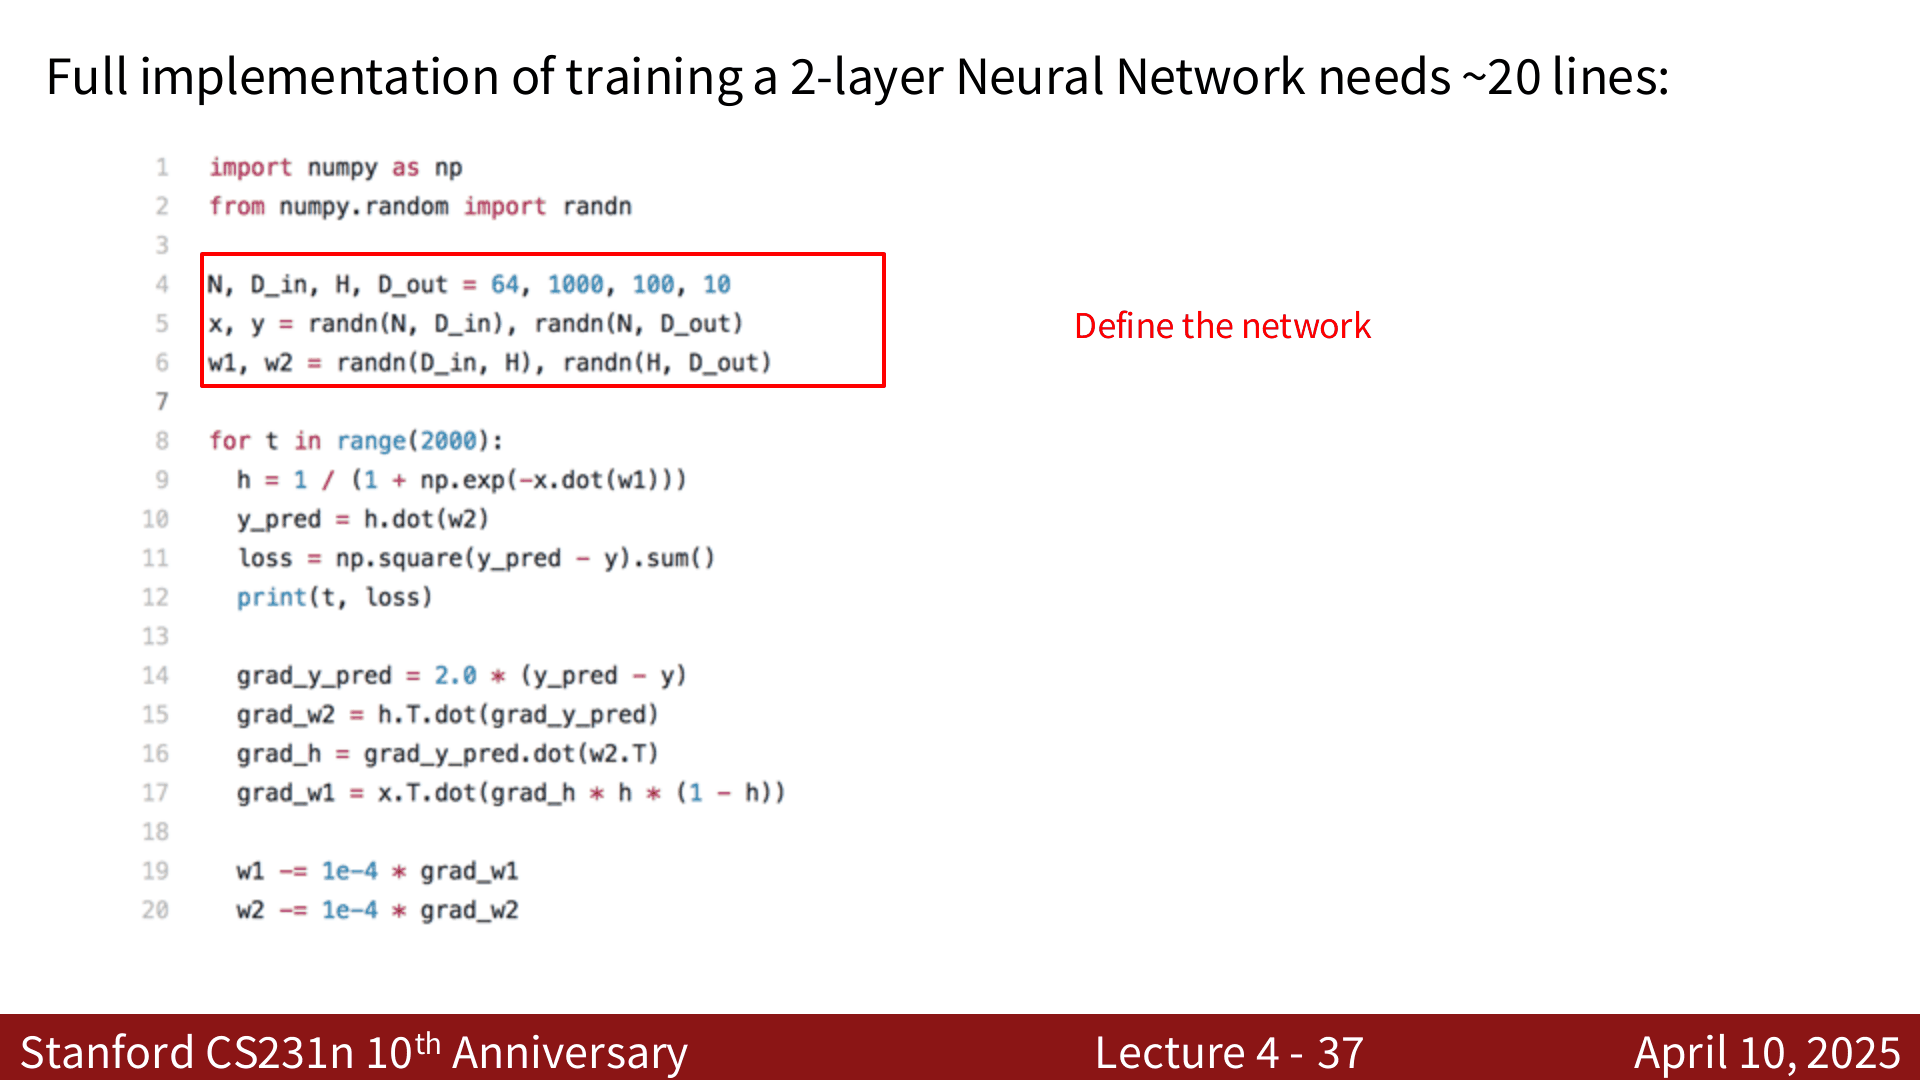 Full implementation of training a 2-layer Neural Network needs ~20 lines:
1 import numpy as np
2 from numpy.random import randn
3
4 N, D_in, H, D_out = 64, 1000, 100, 10
5 x, y = randn(N, D_in), randn(N, D_out)
6 w1, w2 = randn(D_in, H), randn(H, D_out)
7
8 for t in range(2000):
9   h = 1 / (1 + np.exp(-x.dot(w1)))
10   y_pred = h.dot(w2)
11   loss = np.square(y_pred - y).sum()
12   print(t, loss)
13
14   grad_y_pred = 2.0 * (y_pred - y)
15   grad_w2 = h.T.dot(grad_y_pred)
16   grad_h = grad_y_pred.dot(w2.T)
17   grad_w1 = x.T.dot(grad_h * h * (1 - h))
18
19   w1 -= 1e-4 * grad_w1
20   w2 -= 1e-4 * grad_w2
Define the network
Stanford CS231n 10th Anniversary
Lecture 4 - 37
April 10, 2025